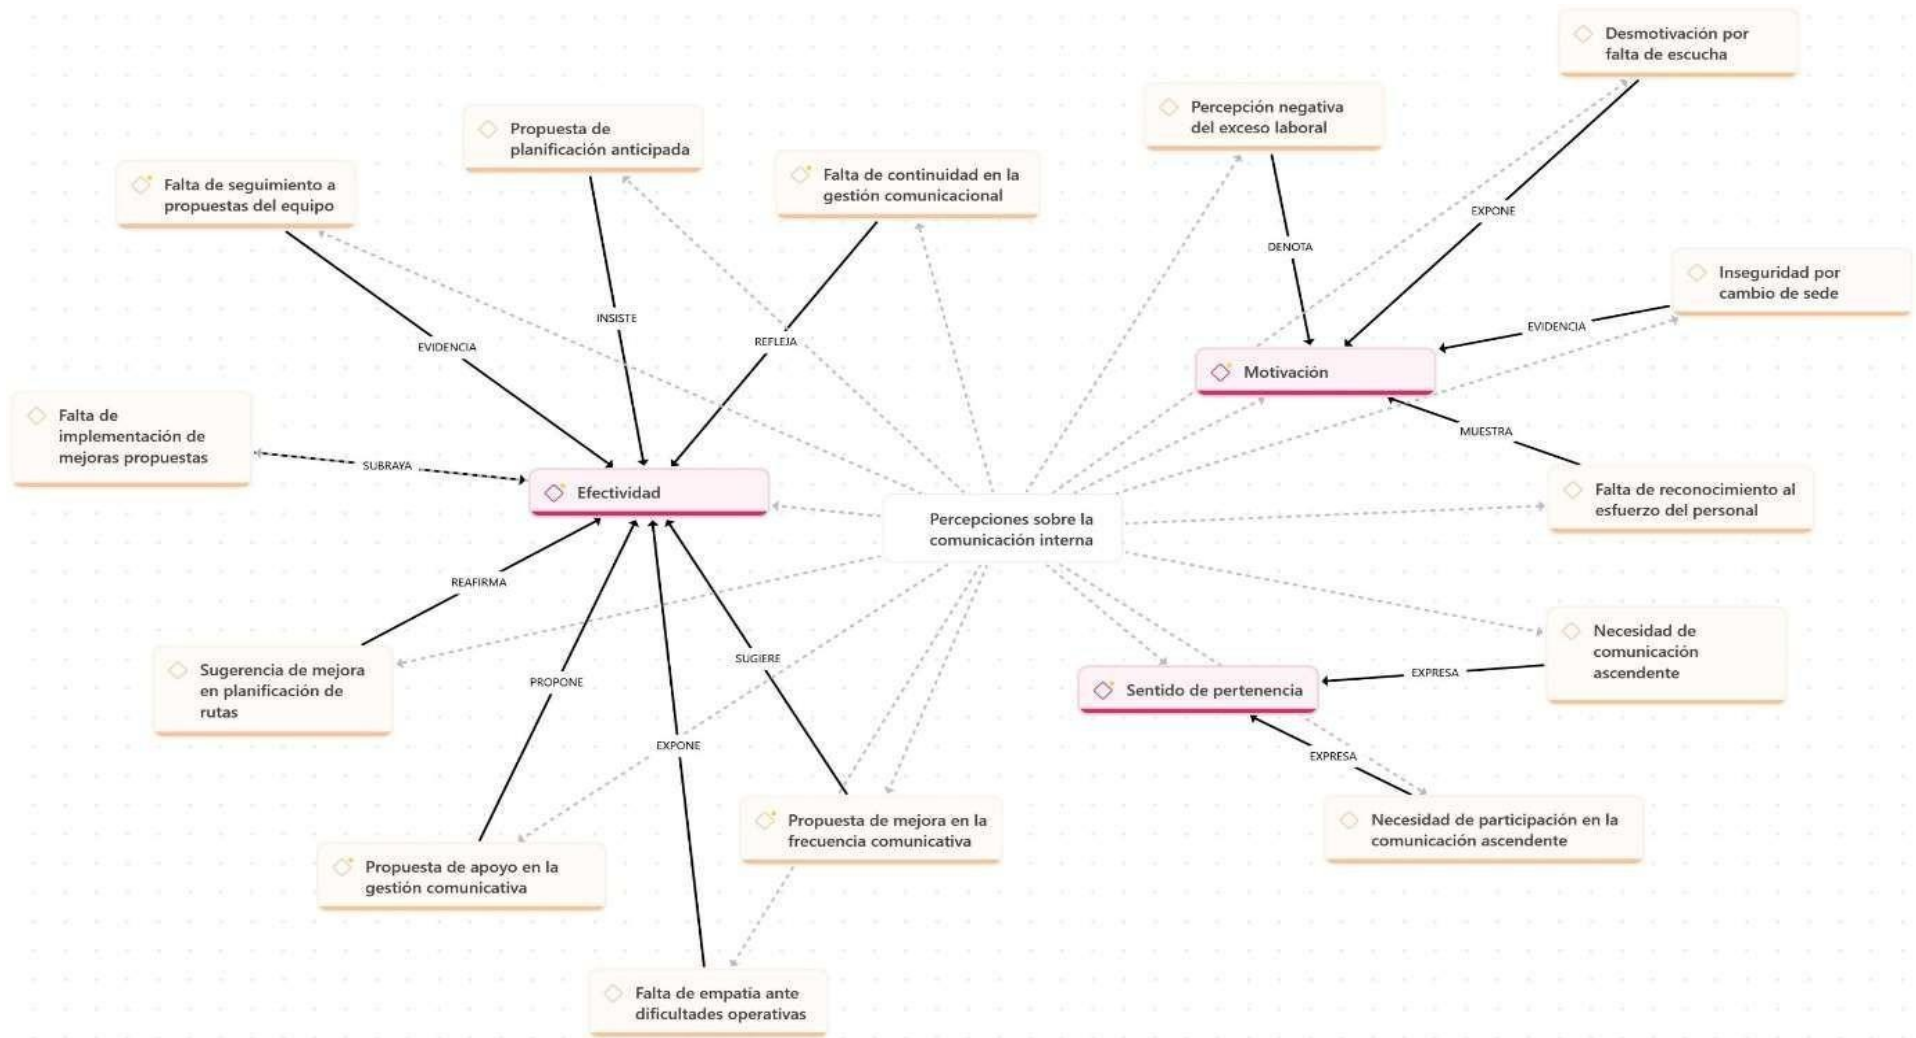 Desmotivación por
falta de escucha
Percepción negativa
del exceso laboral
Propuesta de
planificación anticipada
Falta de continuidad en la
gestión comunicacional
Falta de seguimiento a
propuestas del equipo
EXPONE
DENOTA
Inseguridad por
cambio de sede
INSISTE
EVIDENCIA
REFLEJA
EVIDENCIA
Motivación
Falta de
implementación de
mejoras propuestas
MUESTRA
SUBRAYA
Efectividad
Falta de reconocimiento al
esfuerzo del personal
Percepciones sobre la
comunicación interna
REAFIRMA
Necesidad de
comunicación
ascendente
Sugerencia de mejora
en planificación de
rutas
SUGIERE
EXPRESA
PROPONE
Sentido de pertenencia
EXPONE
EXPRESA
Propuesta de mejora en la
frecuencia comunicativa
Necesidad de participación en la
comunicación ascendente
Propuesta de apoyo en la
gestión comunicativa
Falta de empatía ante
dificultades operativas